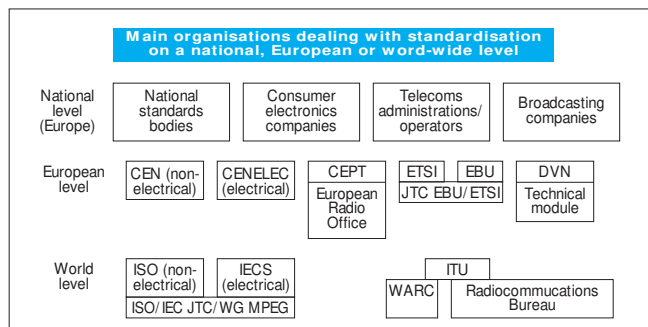 Main organisations dealing with standardisation
on a national, European or word-wide level
National
level
(Europe)
National
standards
bodies
Consumer
electronics
companies
Telecoms
administrations/
operators
Broadcasting
companies
European
level
CEN (non-
electrical)
CENELEC
(electrical)
CEPT
European
Radio
Office
ETSI
EBU
JTC EBU/ETSI
DVN
Technical
module
World
level
ISO (non-
electrical)
IECS
(electrical)
ISO/IEC JTC/WG MPEG
ITU
WARC
Radiocommucations
Bureau